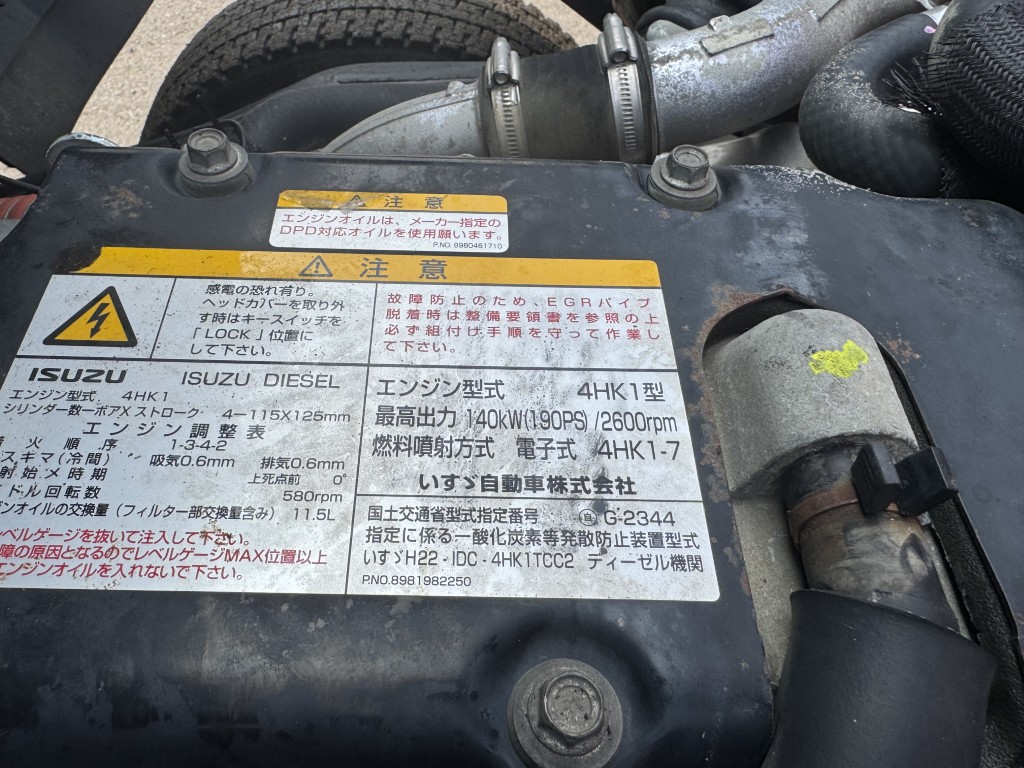 注意
エンジンオイルは、メーカー指定の
DPD対応オイルを使用願います。
P.NO. 8980461710
注意
感電の恐れ有り。
ヘッドカバーを取り外
す時はキースイッチを
「LOCK」位置に
して下さい。
故障防止のため、EGRパイプ
脱着時は整備要領書を参照の上
必ず組付け手順を守って作業し
て下さい。
ISUZU ISUZU DIESEL
エンジン型式 4HK1
シリンダー数ーボアXストローク 4-115X125mm
エンジン調整表
火順序 1-3-4-2
スキマ(冷間) 吸気0.6mm 排気0.6mm
射始メ時期 上死点前 0°
ドル回転数 580rpm
ンオイルの交換量(フィルター部交換量含み) 11.5L
ベルゲージを抜いて注入して下さい。
障の原因となるのでレベルゲージMAX位置以上
エンジンオイルを入れないで下さい。
エンジン型式 4HK1型
最高出力 140kW(190PS)/2600rpm
燃料噴射方式 電子式 4HK1-7
いすゞ自動車株式会社
国土交通省型式指定番号 自 G-2344
指定に係る一酸化炭素等発散防止装置型式
いすゞH22-IDC-4HK1TCC2 ディーゼル機関
P.NO.8981982250